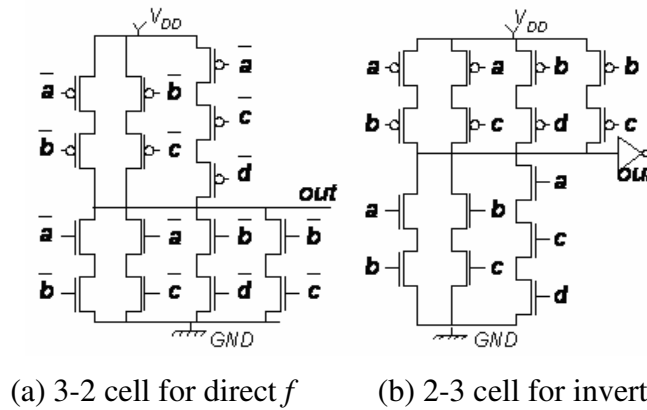 V_DD
a̅
a̅
b̅
c̅
b̅
c̅
d̅
out
a̅
a̅
b̅
b̅
b̅
c̅
d̅
c̅
GND
V_DD
a
a
b
b
b
c
d
c
out
a
a
b
c
b
c
d
GND
(a) 3-2 cell for direct f
(b) 2-3 cell for invert